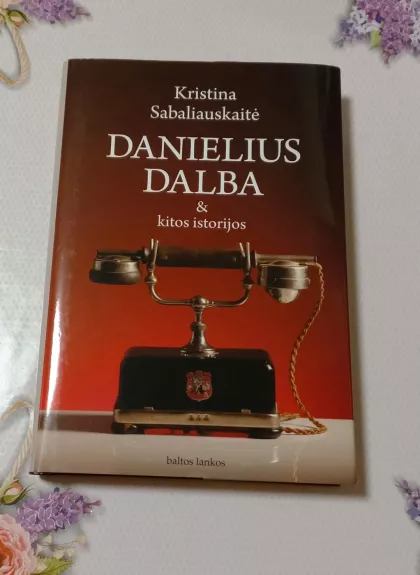 Kristina
Sabaliauskaitė
DANIELIUS
DALBA
&
kitos istorijos
baltos lankos